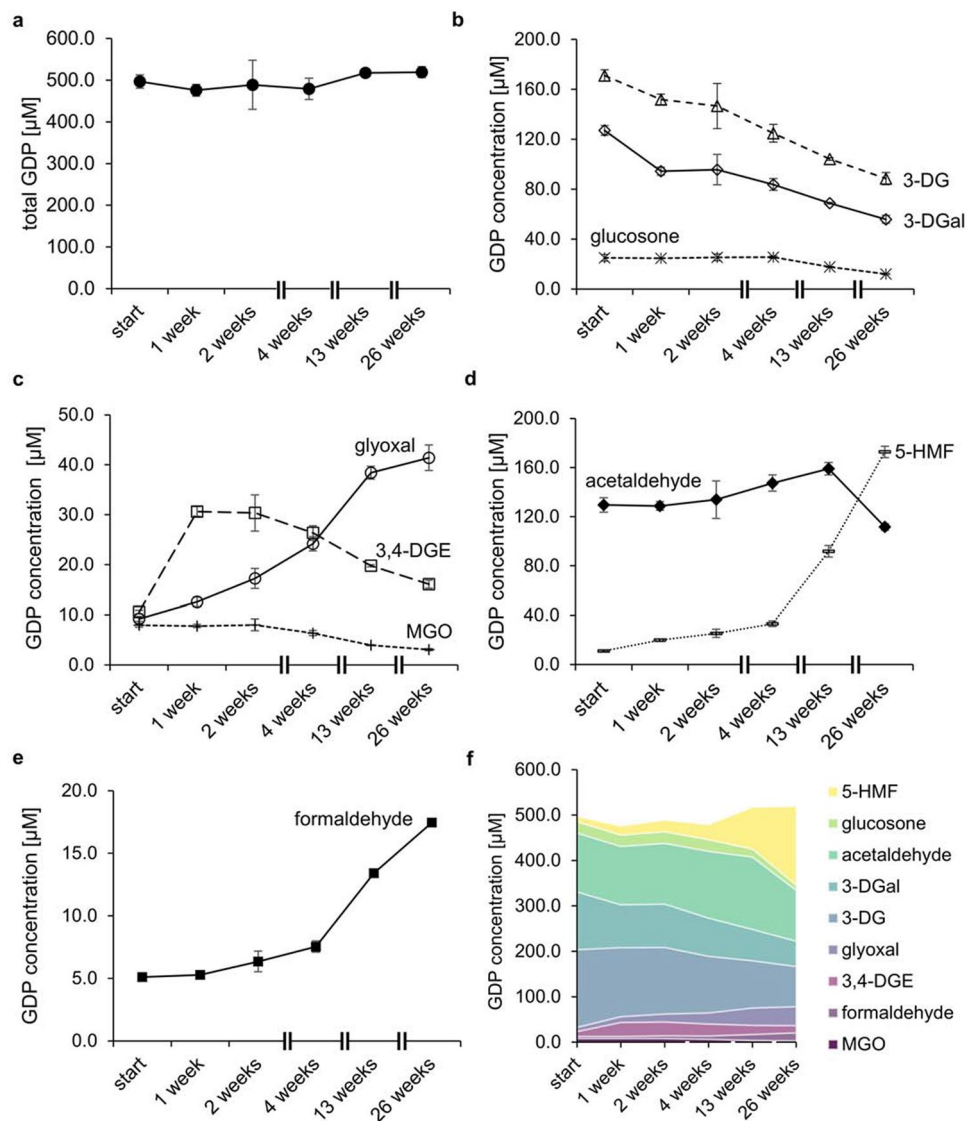 a
total GDP [µM]
600.0
500.0
400.0
300.0
200.0
100.0
0.0
start
1 week
2 weeks
4 weeks
13 weeks
26 weeks
b
GDP concentration [µM]
200.0
160.0
120.0
80.0
40.0
0.0
3-DG
3-DGal
glucosone
start
1 week
2 weeks
4 weeks
13 weeks
26 weeks
c
GDP concentration [µM]
50.0
40.0
30.0
20.0
10.0
0.0
glyoxal
3,4-DGE
MGO
start
1 week
2 weeks
4 weeks
13 weeks
26 weeks
d
GDP concentration [µM]
200.0
160.0
120.0
80.0
40.0
0.0
5-HMF
acetaldehyde
start
1 week
2 weeks
4 weeks
13 weeks
26 weeks
e
GDP concentration [µM]
20.0
15.0
10.0
5.0
0.0
formaldehyde
start
1 week
2 weeks
4 weeks
13 weeks
26 weeks
f
GDP concentration [µM]
600.0
500.0
400.0
300.0
200.0
100.0
0.0
start
1 week
2 weeks
4 weeks
13 weeks
26 weeks
5-HMF
glucosone
acetaldehyde
3-DGal
3-DG
glyoxal
3,4-DGE
formaldehyde
MGO